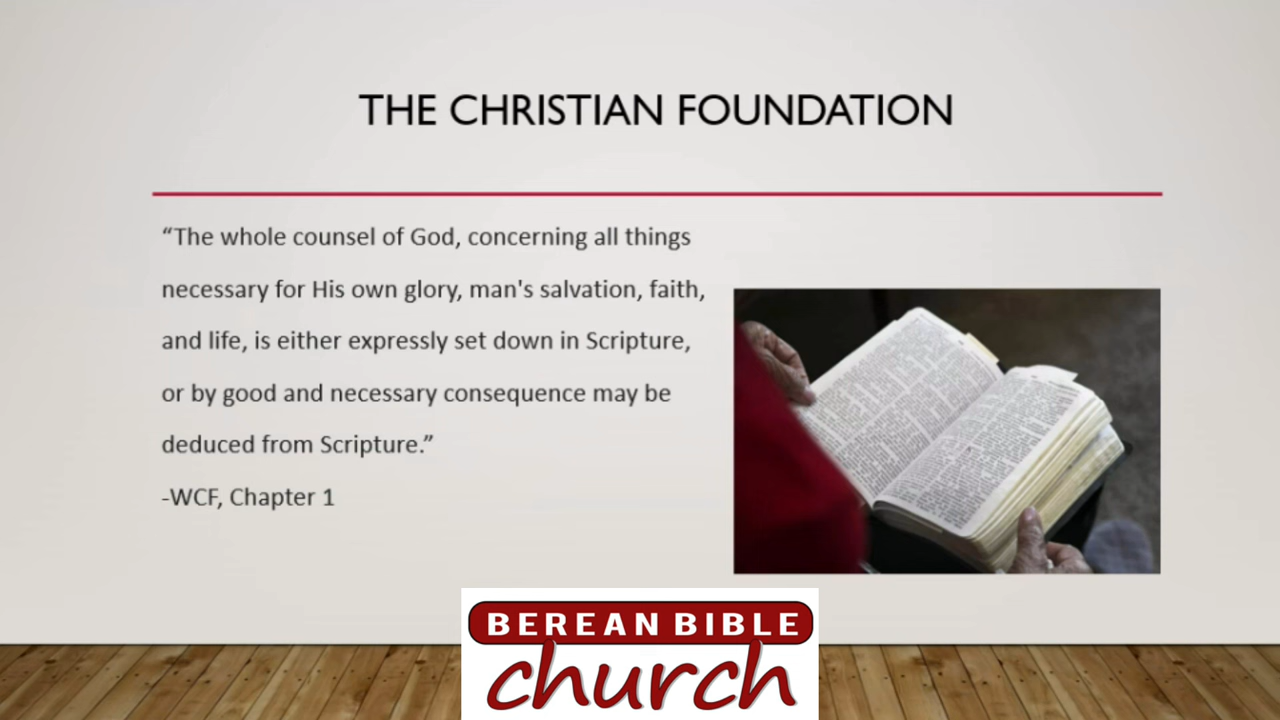 THE CHRISTIAN FOUNDATION
“The whole counsel of God, concerning all things
necessary for His own glory, man's salvation, faith,
and life, is either expressly set down in Scripture,
or by good and necessary consequence may be
deduced from Scripture.”
-WCF, Chapter 1
BEREAN BIBLE
church